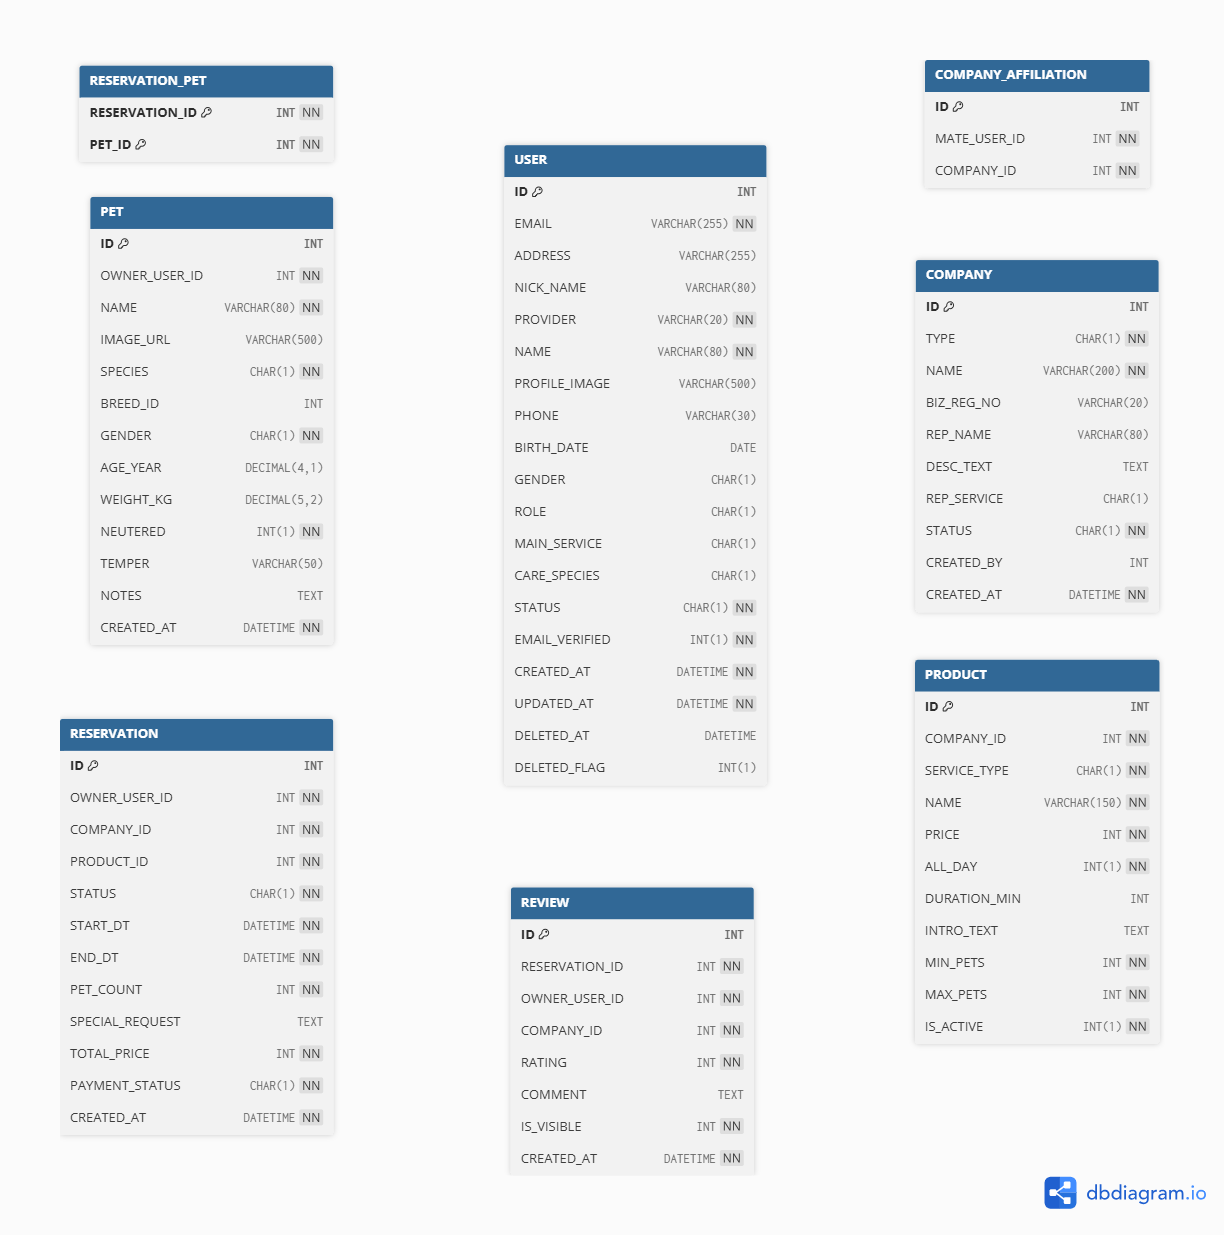 RESERVATION_PET
RESERVATION_ID INT NN
PET_ID INT NN
PET
ID INT
OWNER_USER_ID INT NN
NAME VARCHAR(80) NN
IMAGE_URL VARCHAR(500)
SPECIES CHAR(1) NN
BREED_ID INT
GENDER CHAR(1) NN
AGE_YEAR DECIMAL(4,1)
WEIGHT_KG DECIMAL(5,2)
NEUTERED INT(1) NN
TEMPER VARCHAR(50)
NOTES TEXT
CREATED_AT DATETIME NN
RESERVATION
ID INT
OWNER_USER_ID INT NN
COMPANY_ID INT NN
PRODUCT_ID INT NN
STATUS CHAR(1) NN
START_DT DATETIME NN
END_DT DATETIME NN
PET_COUNT INT NN
SPECIAL_REQUEST TEXT
TOTAL_PRICE INT NN
PAYMENT_STATUS CHAR(1) NN
CREATED_AT DATETIME NN
USER
ID INT
EMAIL VARCHAR(255) NN
ADDRESS VARCHAR(255)
NICK_NAME VARCHAR(80)
PROVIDER VARCHAR(20) NN
NAME VARCHAR(80) NN
PROFILE_IMAGE VARCHAR(500)
PHONE VARCHAR(30)
BIRTH_DATE DATE
GENDER CHAR(1)
ROLE CHAR(1)
MAIN_SERVICE CHAR(1)
CARE_SPECIES CHAR(1)
STATUS CHAR(1) NN
EMAIL_VERIFIED INT(1) NN
CREATED_AT DATETIME NN
UPDATED_AT DATETIME NN
DELETED_AT DATETIME
DELETED_FLAG INT(1)
REVIEW
ID INT
RESERVATION_ID INT NN
OWNER_USER_ID INT NN
COMPANY_ID INT NN
RATING INT NN
COMMENT TEXT
IS_VISIBLE INT NN
CREATED_AT DATETIME NN
COMPANY_AFFILIATION
ID INT
MATE_USER_ID INT NN
COMPANY_ID INT NN
COMPANY
ID INT
TYPE CHAR(1) NN
NAME VARCHAR(200) NN
BIZ_REG_NO VARCHAR(20)
REP_NAME VARCHAR(80)
DESC_TEXT TEXT
REP_SERVICE CHAR(1)
STATUS CHAR(1) NN
CREATED_BY INT
CREATED_AT DATETIME NN
PRODUCT
ID INT
COMPANY_ID INT NN
SERVICE_TYPE CHAR(1) NN
NAME VARCHAR(150) NN
PRICE INT NN
ALL_DAY INT(1) NN
DURATION_MIN INT
INTRO_TEXT TEXT
MIN_PETS INT NN
MAX_PETS INT NN
IS_ACTIVE INT(1) NN
dbdiagram.io